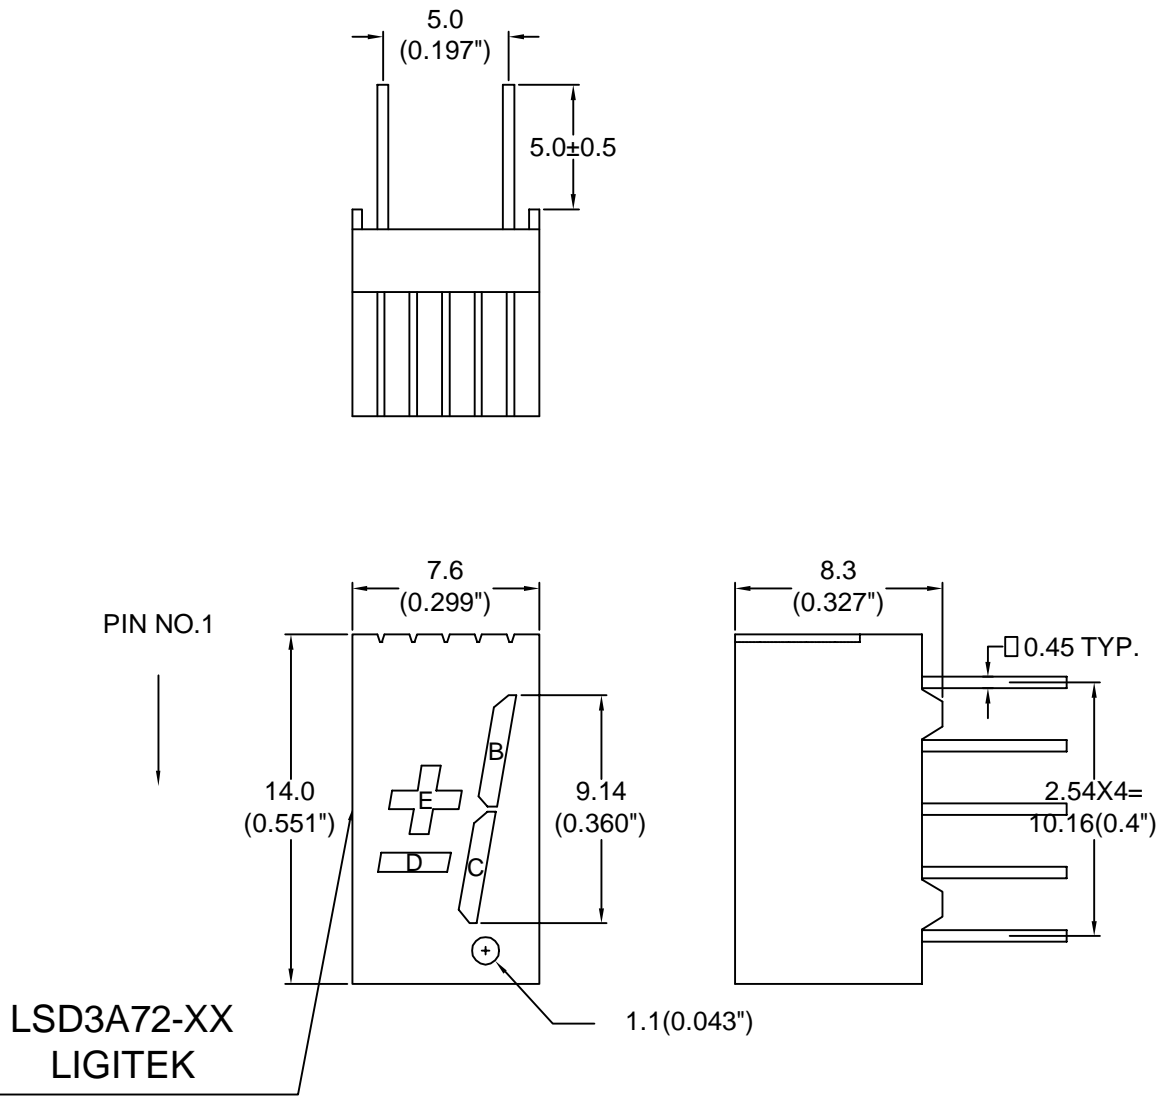 5.0
(0.197")
5.0±0.5
7.6
(0.299")
8.3
(0.327")
PIN NO.1
□ 0.45 TYP.
B
E
14.0
(0.551")
9.14
(0.360")
2.54X4=
10.16(0.4")
D
C
LSD3A72-XX
LIGITEK
1.1(0.043")